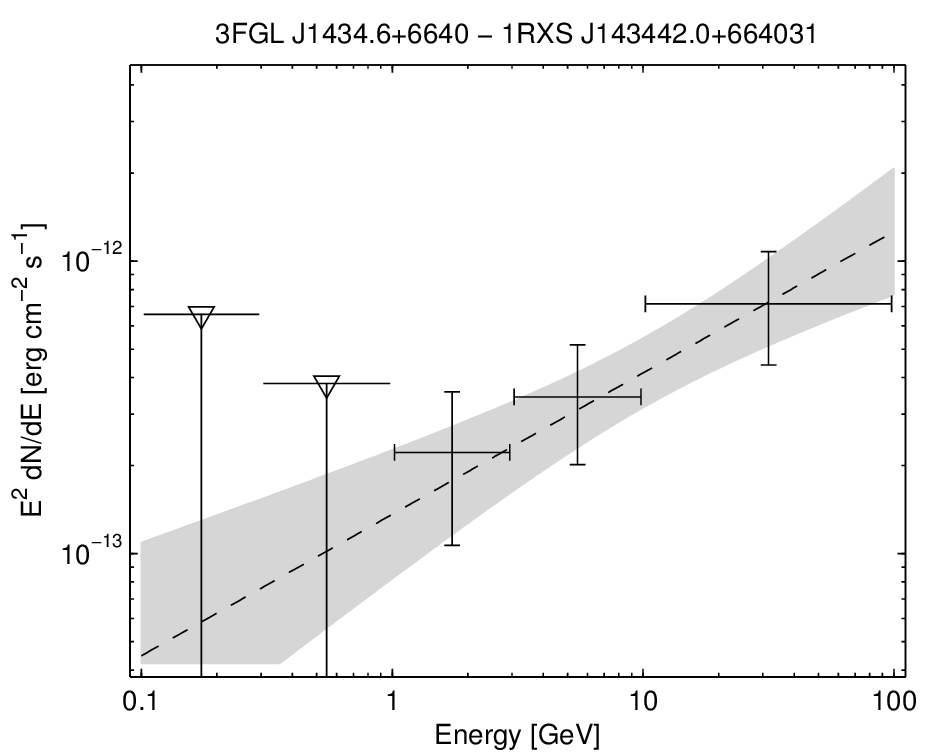 3FGL J1434.6+6640 − 1RXS J143442.0+664031
E² dN/dE [erg cm⁻² s⁻¹]
10⁻¹²
10⁻¹³
0.1 1 10 100
Energy [GeV]